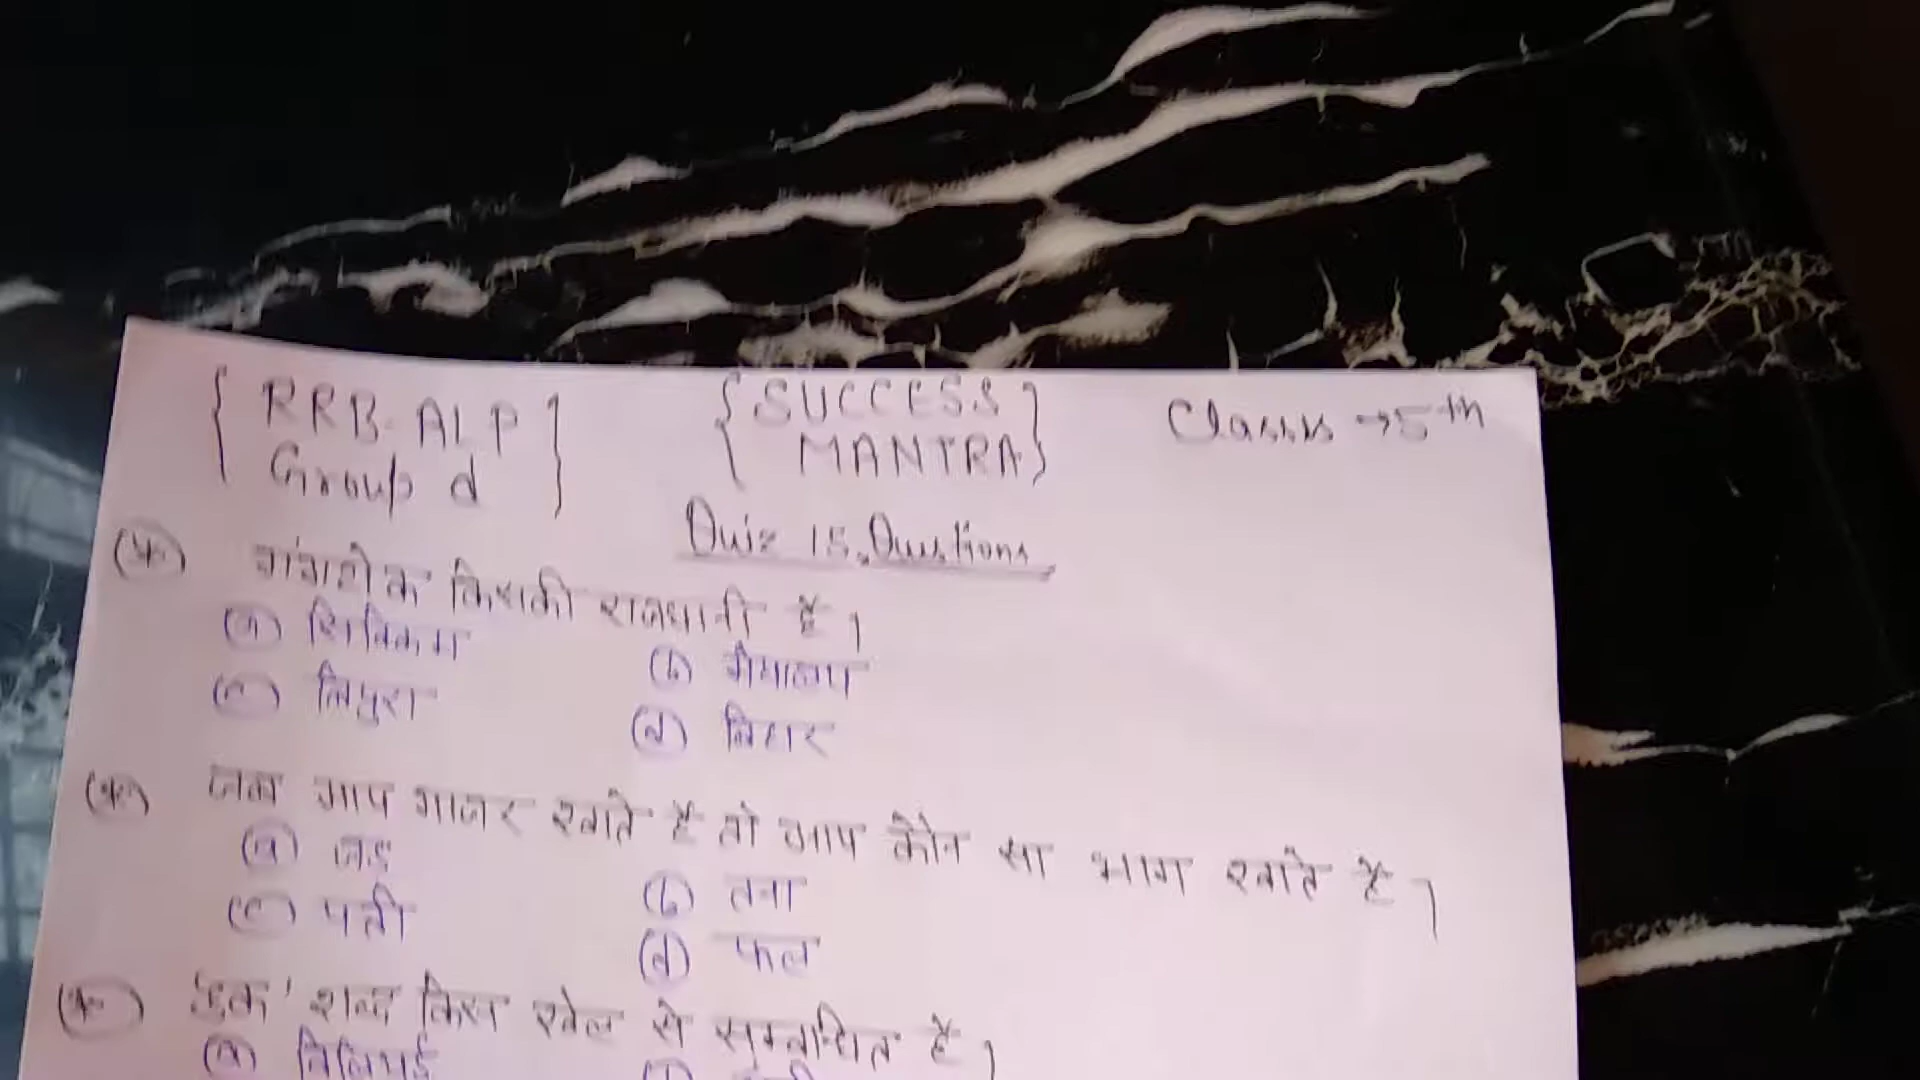 { RRB-ALP
Group d }
{ SUCCESS
MANTRA }
Classes →5th
Quiz 15 Questions
(*) गांगटोक किसकी राजधानी है।
(a) सिक्किम (b) मेघालय
(c) त्रिपुरा (d) बिहार
(*) जब आप गाजर खाते हैं तो आप कौन सा भाग खाते है।
(a) जड़ (b) तना
(c) पत्ती (d) फल
(*) 'डक' शब्द किस खेल से सम्बन्धित है।
(a) बिलियर्ड